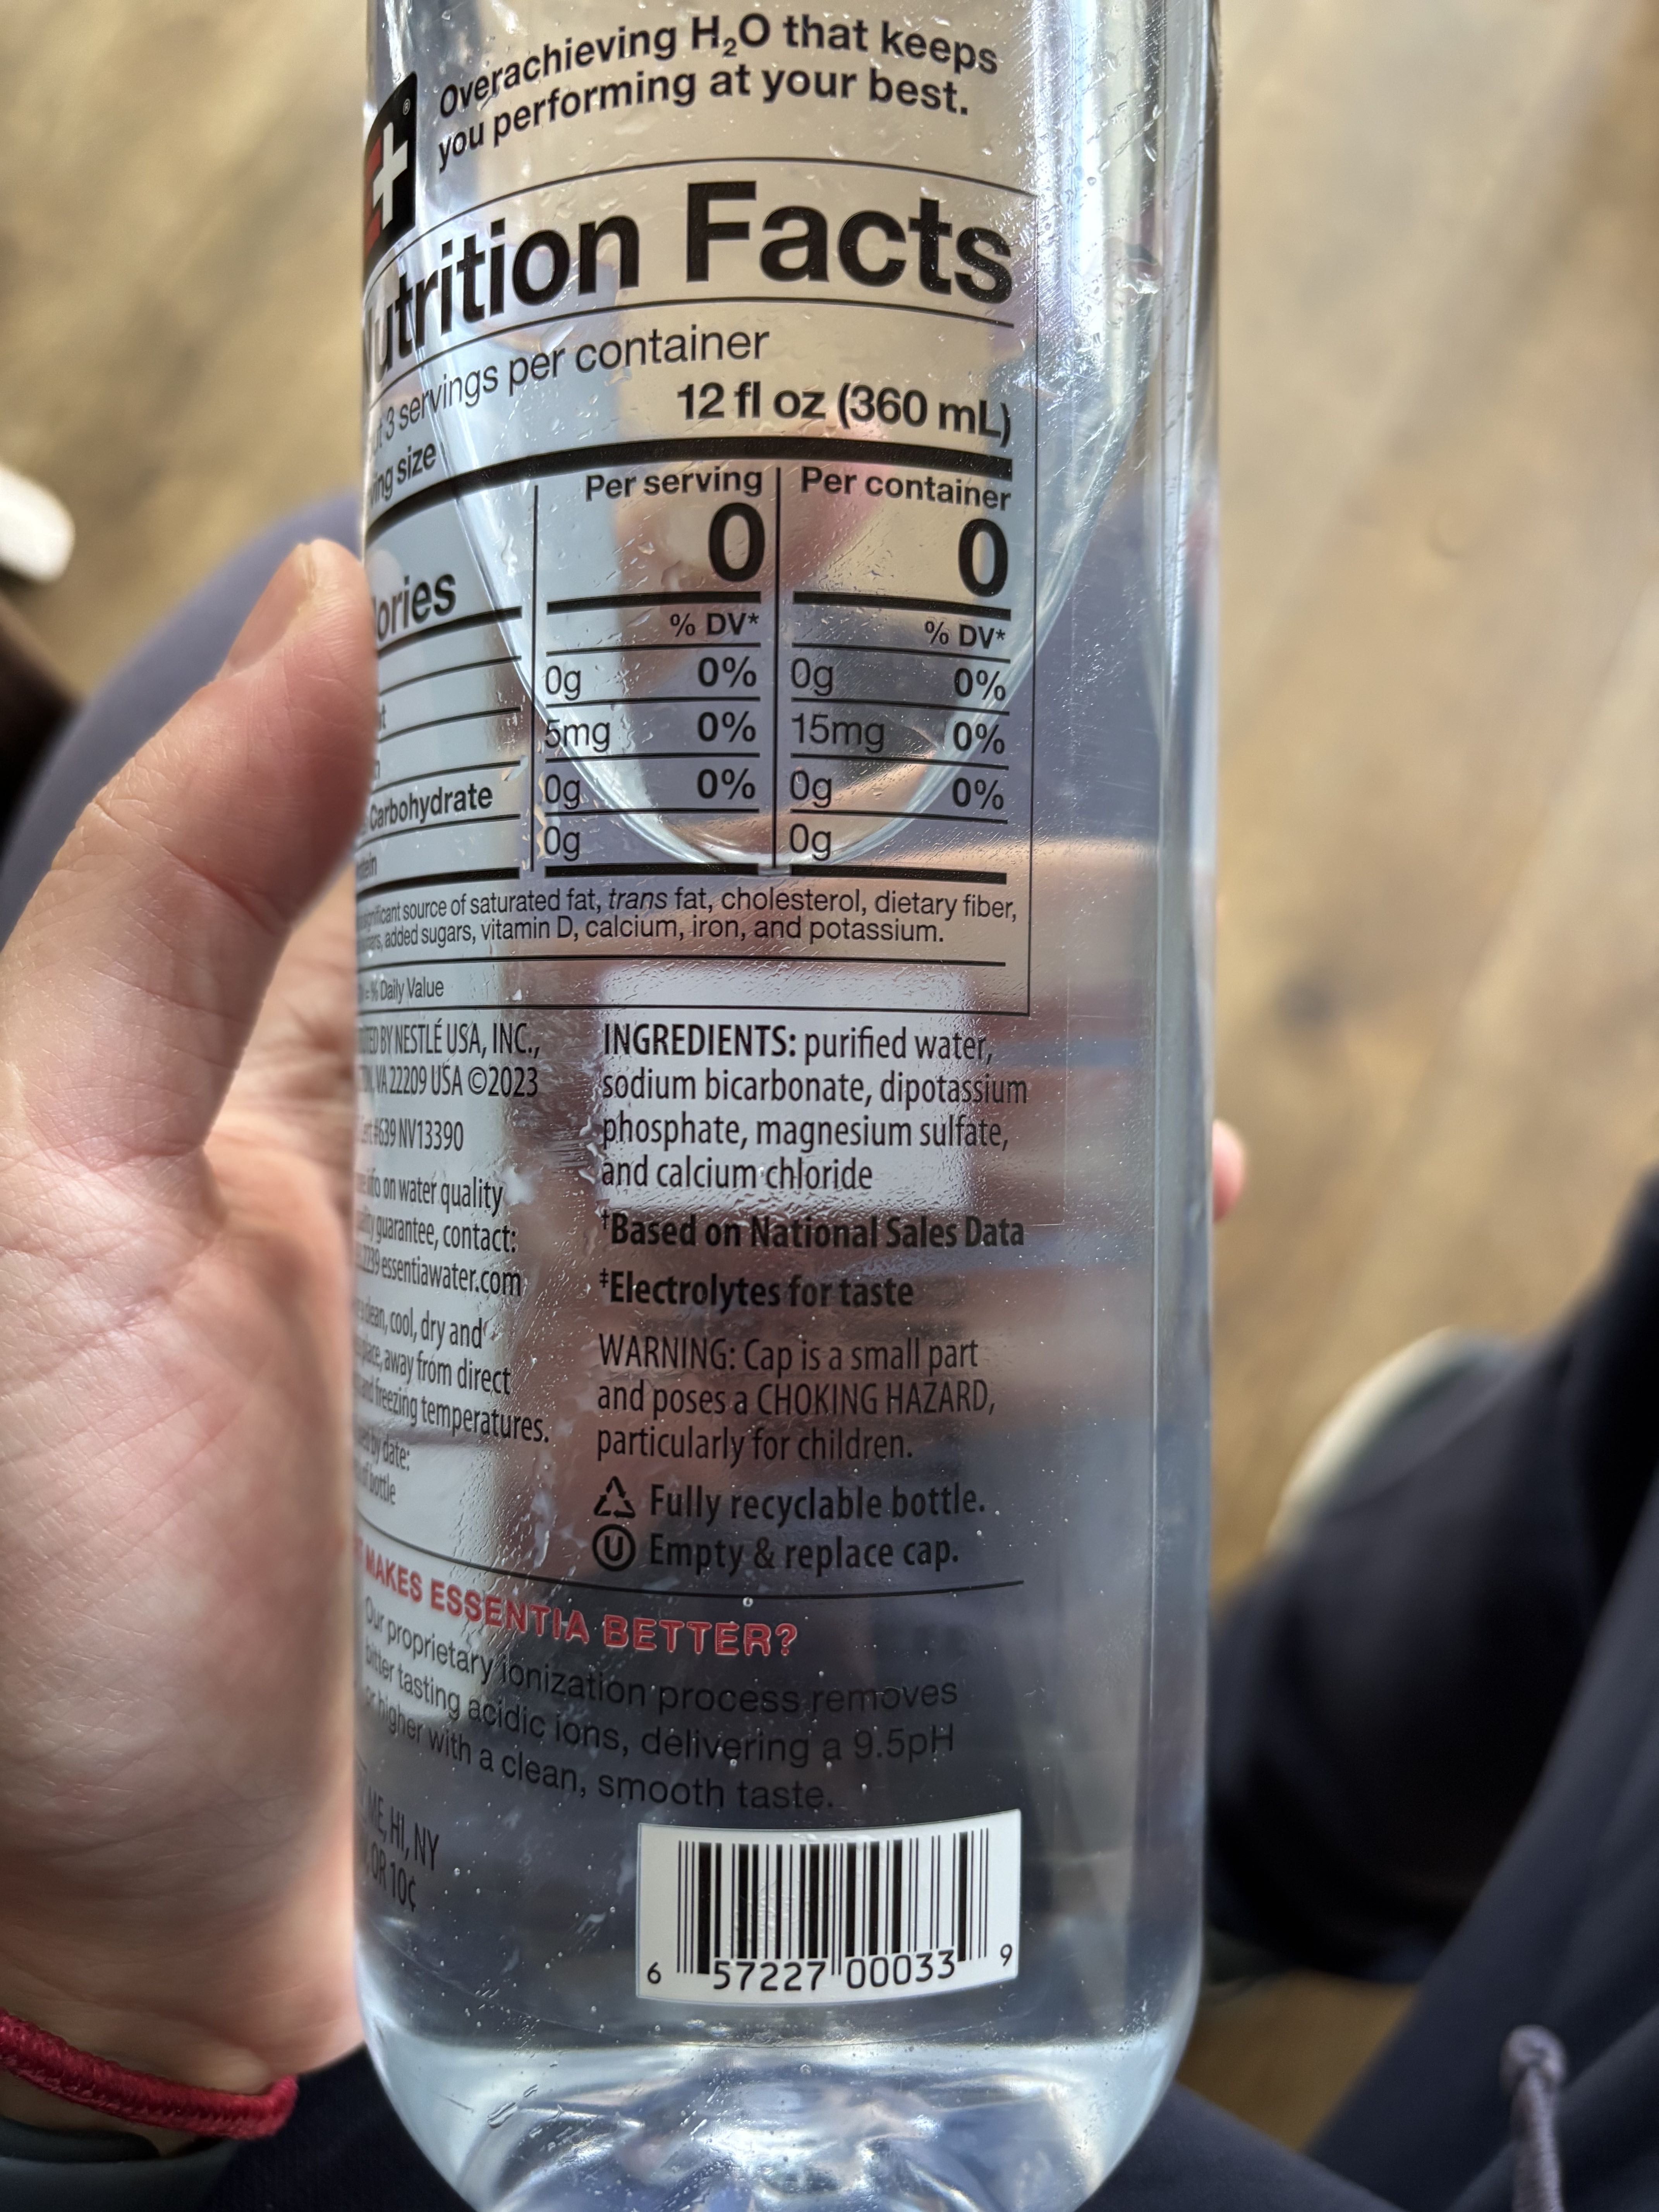 Overachieving H₂O that keeps
you performing at your best.
utrition Facts
3 servings per container
size 12 fl oz (360 mL)
Per serving Per container
0 0
% DV* % DV*
0g 0% 0g 0%
5mg 0% 15mg 0%
Carbohydrate 0g 0% 0g 0%
0g 0g
source of saturated fat, trans fat, cholesterol, dietary fiber,
added sugars, vitamin D, calcium, iron, and potassium.
% Daily Value
BY NESTLÉ USA, INC.,
VA 22209 USA ©2023
#639 NV13390
info on water quality
guarantee, contact:
essentiawater.com
clean, cool, dry and
away from direct
and freezing temperatures.
by date:
bottle
INGREDIENTS: purified water,
sodium bicarbonate, dipotassium
phosphate, magnesium sulfate,
and calcium chloride
†Based on National Sales Data
‡Electrolytes for taste
WARNING: Cap is a small part
and poses a CHOKING HAZARD,
particularly for children.
Fully recyclable bottle.
U Empty & replace cap.
MAKES ESSENTIA BETTER?
Our proprietary ionization process removes
bitter tasting acidic ions, delivering a 9.5pH
or higher with a clean, smooth taste.
ME, HI, NY
OR 10¢
6 57227 00033 9